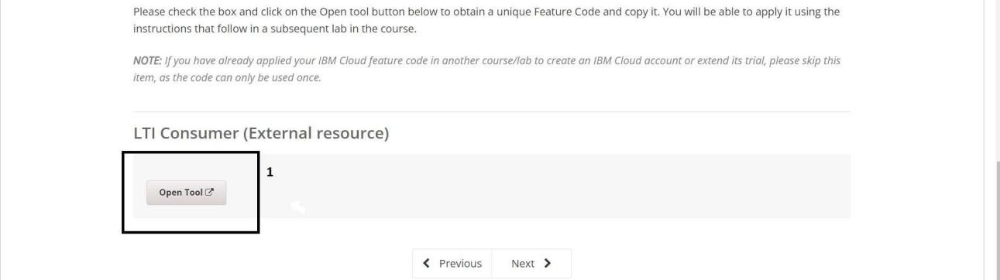 Please check the box and click on the Open tool button below to obtain a unique Feature Code and copy it. You will be able to apply it using the
instructions that follow in a subsequent lab in the course.
NOTE: If you have already applied your IBM Cloud feature code in another course/lab to create an IBM Cloud account or extend its trial, please skip this
item, as the code can only be used once.
LTI Consumer (External resource)
1
Open Tool
Previous Next